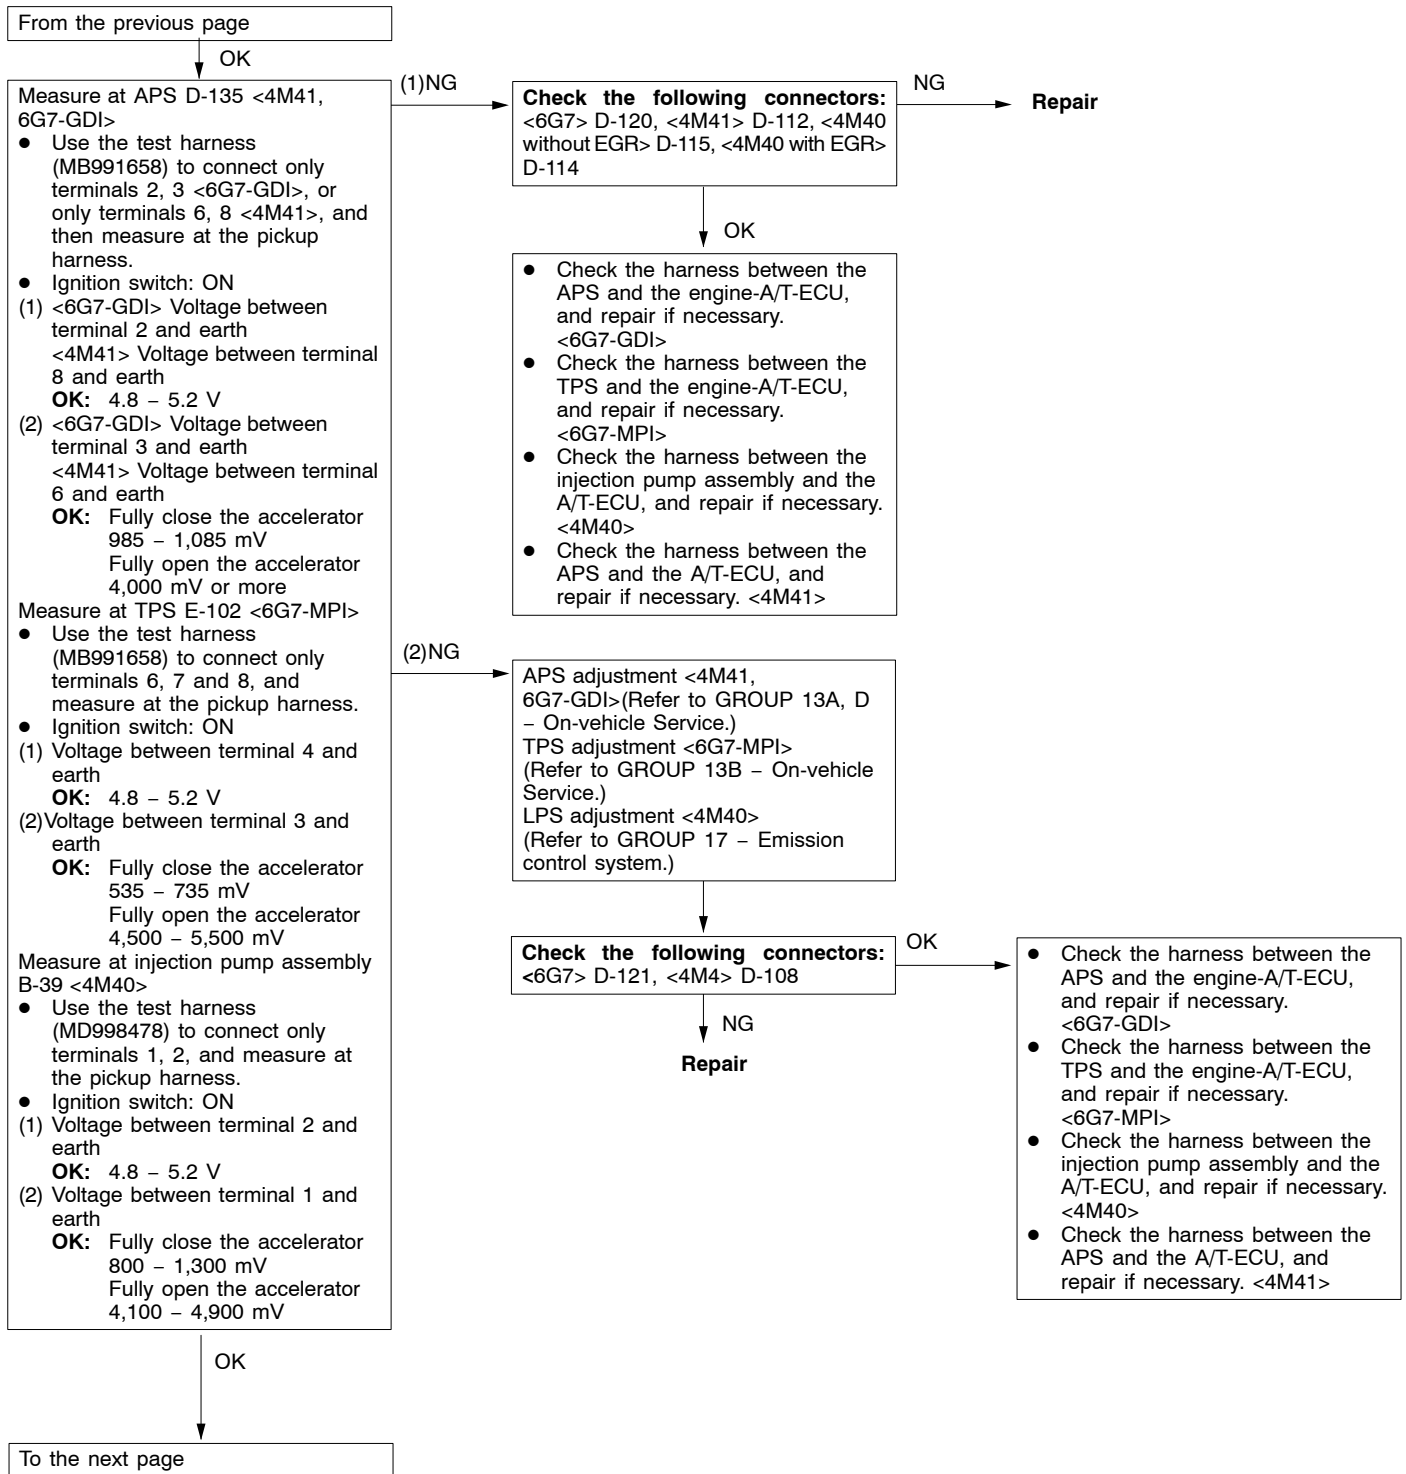 From the previous page
OK
Measure at APS D-135 <4M41,
6G7-GDI>
● Use the test harness
(MB991658) to connect only
terminals 2, 3 <6G7-GDI>, or
only terminals 6, 8 <4M41>, and
then measure at the pickup
harness.
● Ignition switch: ON
(1) <6G7-GDI> Voltage between
terminal 2 and earth
<4M41> Voltage between terminal
8 and earth
OK: 4.8 – 5.2 V
(2) <6G7-GDI> Voltage between
terminal 3 and earth
<4M41> Voltage between terminal
6 and earth
OK: Fully close the accelerator
985 – 1,085 mV
Fully open the accelerator
4,000 mV or more
Measure at TPS E-102 <6G7-MPI>
● Use the test harness
(MB991658) to connect only
terminals 6, 7 and 8, and
measure at the pickup harness.
● Ignition switch: ON
(1) Voltage between terminal 4 and
earth
OK: 4.8 – 5.2 V
(2)Voltage between terminal 3 and
earth
OK: Fully close the accelerator
535 – 735 mV
Fully open the accelerator
4,500 – 5,500 mV
Measure at injection pump assembly
B-39 <4M40>
● Use the test harness
(MD998478) to connect only
terminals 1, 2, and measure at
the pickup harness.
● Ignition switch: ON
(1) Voltage between terminal 2 and
earth
OK: 4.8 – 5.2 V
(2) Voltage between terminal 1 and
earth
OK: Fully close the accelerator
800 – 1,300 mV
Fully open the accelerator
4,100 – 4,900 mV
OK
To the next page
(1)NG
Check the following connectors:
<6G7> D-120, <4M41> D-112, <4M40
without EGR> D-115, <4M40 with EGR>
D-114
NG
Repair
OK
● Check the harness between the
APS and the engine-A/T-ECU,
and repair if necessary.
<6G7-GDI>
● Check the harness between the
TPS and the engine-A/T-ECU,
and repair if necessary.
<6G7-MPI>
● Check the harness between the
injection pump assembly and the
A/T-ECU, and repair if necessary.
<4M40>
● Check the harness between the
APS and the A/T-ECU, and
repair if necessary. <4M41>
(2)NG
APS adjustment <4M41,
6G7-GDI>(Refer to GROUP 13A, D
– On-vehicle Service.)
TPS adjustment <6G7-MPI>
(Refer to GROUP 13B – On-vehicle
Service.)
LPS adjustment <4M40>
(Refer to GROUP 17 – Emission
control system.)
Check the following connectors:
<6G7> D-121, <4M4> D-108
NG
Repair
OK
● Check the harness between the
APS and the engine-A/T-ECU,
and repair if necessary.
<6G7-GDI>
● Check the harness between the
TPS and the engine-A/T-ECU,
and repair if necessary.
<6G7-MPI>
● Check the harness between the
injection pump assembly and the
A/T-ECU, and repair if necessary.
<4M40>
● Check the harness between the
APS and the A/T-ECU, and
repair if necessary. <4M41>